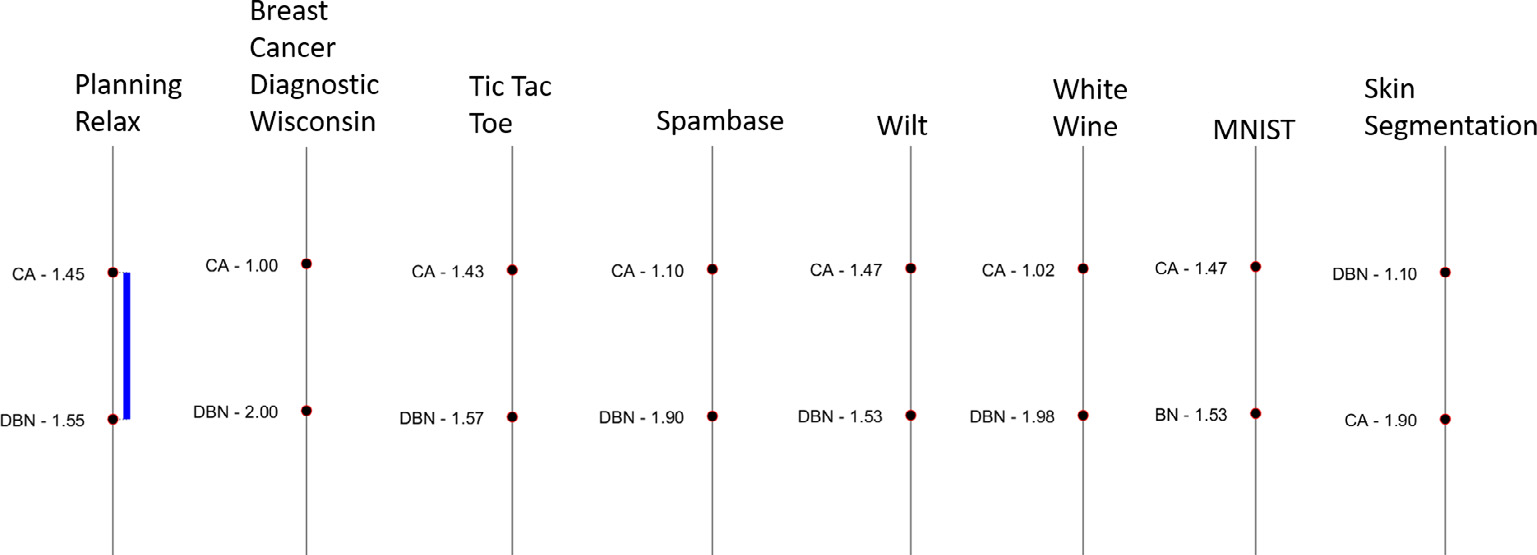 Planning
Relax
CA - 1.45
DBN - 1.55
Breast
Cancer
Diagnostic
Wisconsin
CA - 1.00
DBN - 2.00
Tic Tac
Toe
CA - 1.43
DBN - 1.57
Spambase
CA - 1.10
DBN - 1.90
Wilt
CA - 1.47
DBN - 1.53
White
Wine
CA - 1.02
DBN - 1.98
MNIST
CA - 1.47
BN - 1.53
Skin
Segmentation
DBN - 1.10
CA - 1.90